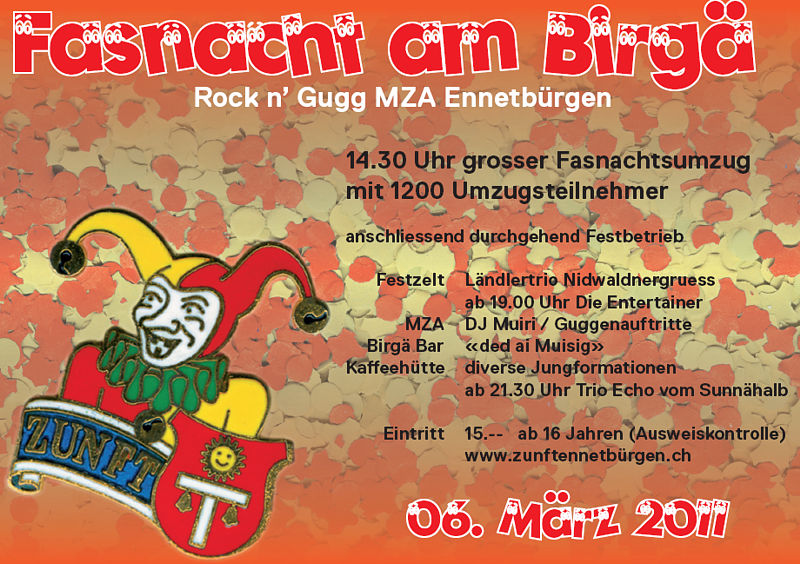 Fasnacht am Birgä
Rock n’ Gugg MZA Ennetbürgen
14.30 Uhr grosser Fasnachtsumzug
mit 1200 Umzugsteilnehmer
anschliessend durchgehend Festbetrieb
Festzelt Ländlertrio Nidwaldnergruess
ab 19.00 Uhr Die Entertainer
MZA DJ Muiri / Guggenauftritte
Birgä Bar «ded ai Muisig»
Kaffeehütte diverse Jungformationen
ab 21.30 Uhr Trio Echo vom Sunnähalb
Eintritt 15.-- ab 16 Jahren (Ausweiskontrolle)
www.zunftennetbürgen.ch
ZUNFT
06. März 2011